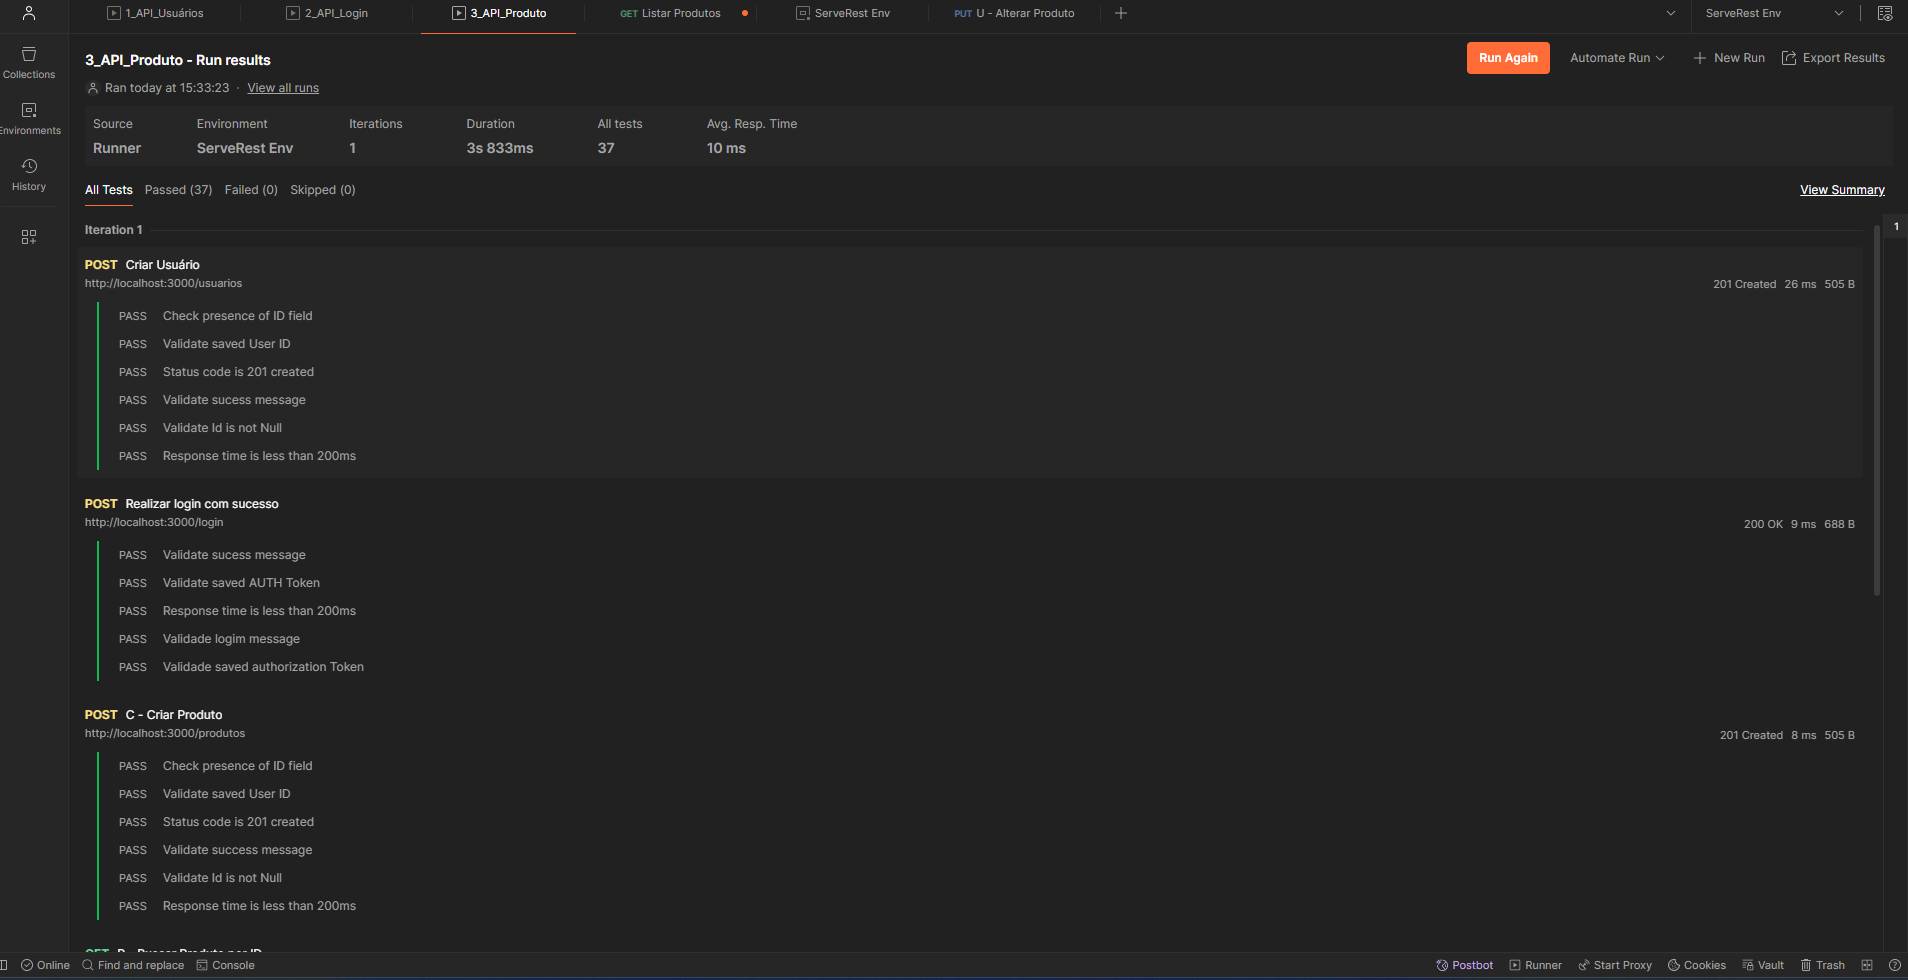 1_API_Usuários
2_API_Login
3_API_Produto
GET Listar Produtos
ServeRest Env
PUT U - Alterar Produto
ServeRest Env
Collections
Environments
History
3_API_Produto - Run results
Run Again
Automate Run
New Run
Export Results
Ran today at 15:33:23 · View all runs
Source Environment Iterations Duration All tests Avg. Resp. Time
Runner ServeRest Env 1 3s 833ms 37 10 ms
All Tests Passed (37) Failed (0) Skipped (0)
View Summary
Iteration 1
1
POST Criar Usuário
http://localhost:3000/usuarios
201 Created 26 ms 505 B
PASS Check presence of ID field
PASS Validate saved User ID
PASS Status code is 201 created
PASS Validate sucess message
PASS Validate Id is not Null
PASS Response time is less than 200ms
POST Realizar login com sucesso
http://localhost:3000/login
200 OK 9 ms 688 B
PASS Validate sucess message
PASS Validate saved AUTH Token
PASS Response time is less than 200ms
PASS Validade logim message
PASS Validade saved authorization Token
POST C - Criar Produto
http://localhost:3000/produtos
201 Created 8 ms 505 B
PASS Check presence of ID field
PASS Validate saved User ID
PASS Status code is 201 created
PASS Validate success message
PASS Validate Id is not Null
PASS Response time is less than 200ms
Online
Find and replace
Console
Postbot
Runner
Start Proxy
Cookies
Vault
Trash